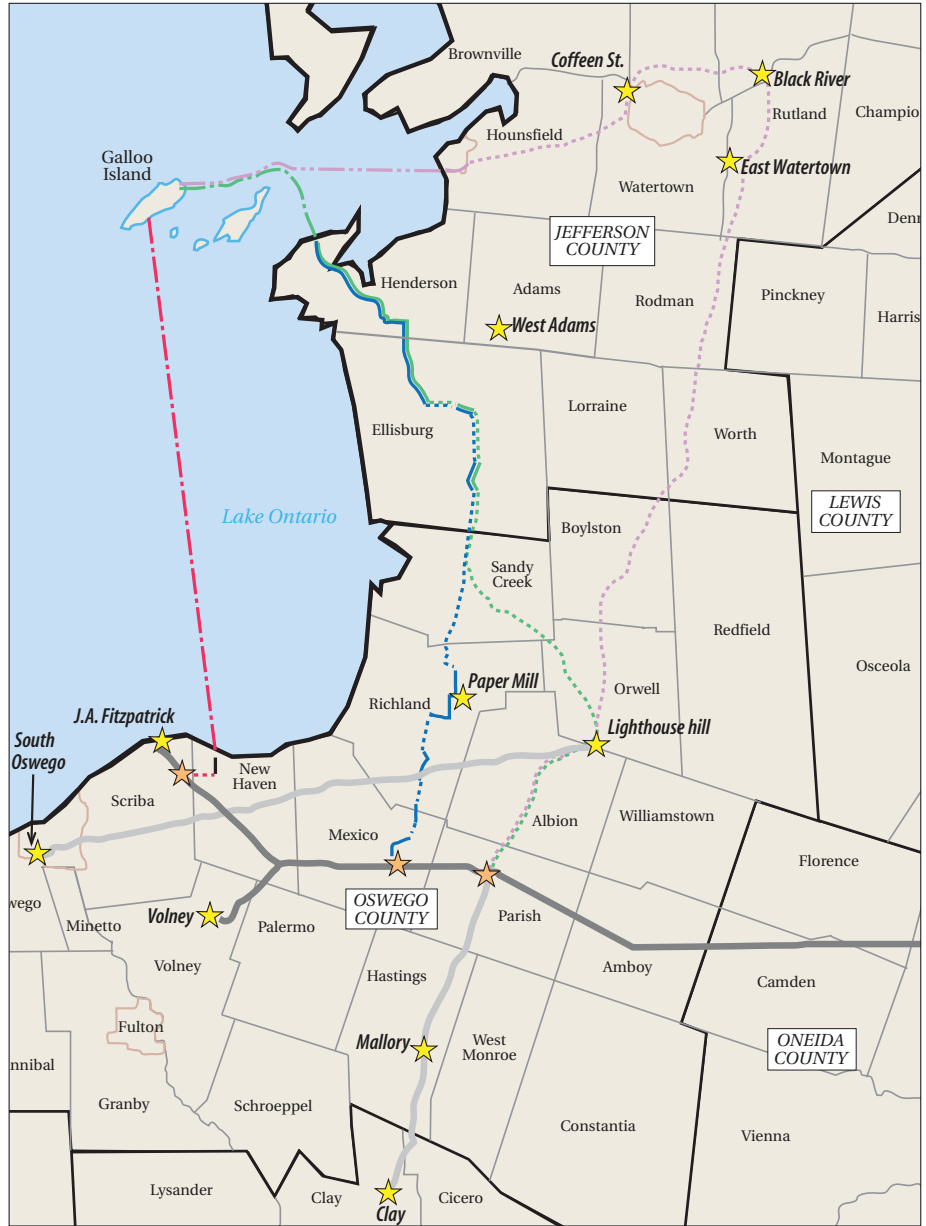 Brownville
Coffeen St.
Black River
Rutland
Champio
Hounsfield
Galloo
Island
East Watertown
Watertown
Denn
JEFFERSON
COUNTY
Henderson
Adams
Rodman
Pinckney
Harris
West Adams
Lorraine
Ellisburg
Worth
Montague
LEWIS
COUNTY
Lake Ontario
Boylston
Sandy
Creek
Redfield
Osceola
Paper Mill
Orwell
Richland
J.A. Fitzpatrick
Lighthouse hill
South
Oswego
New
Haven
Scriba
Mexico
Albion
Williamstown
Florence
wego
OSWEGO
COUNTY
Minetto
Volney
Palermo
Parish
Volney
Amboy
Hastings
Camden
Fulton
Mallory
West
Monroe
ONEIDA
COUNTY
nnibal
Granby
Schroeppel
Constantia
Vienna
Lysander
Clay
Cicero
Clay